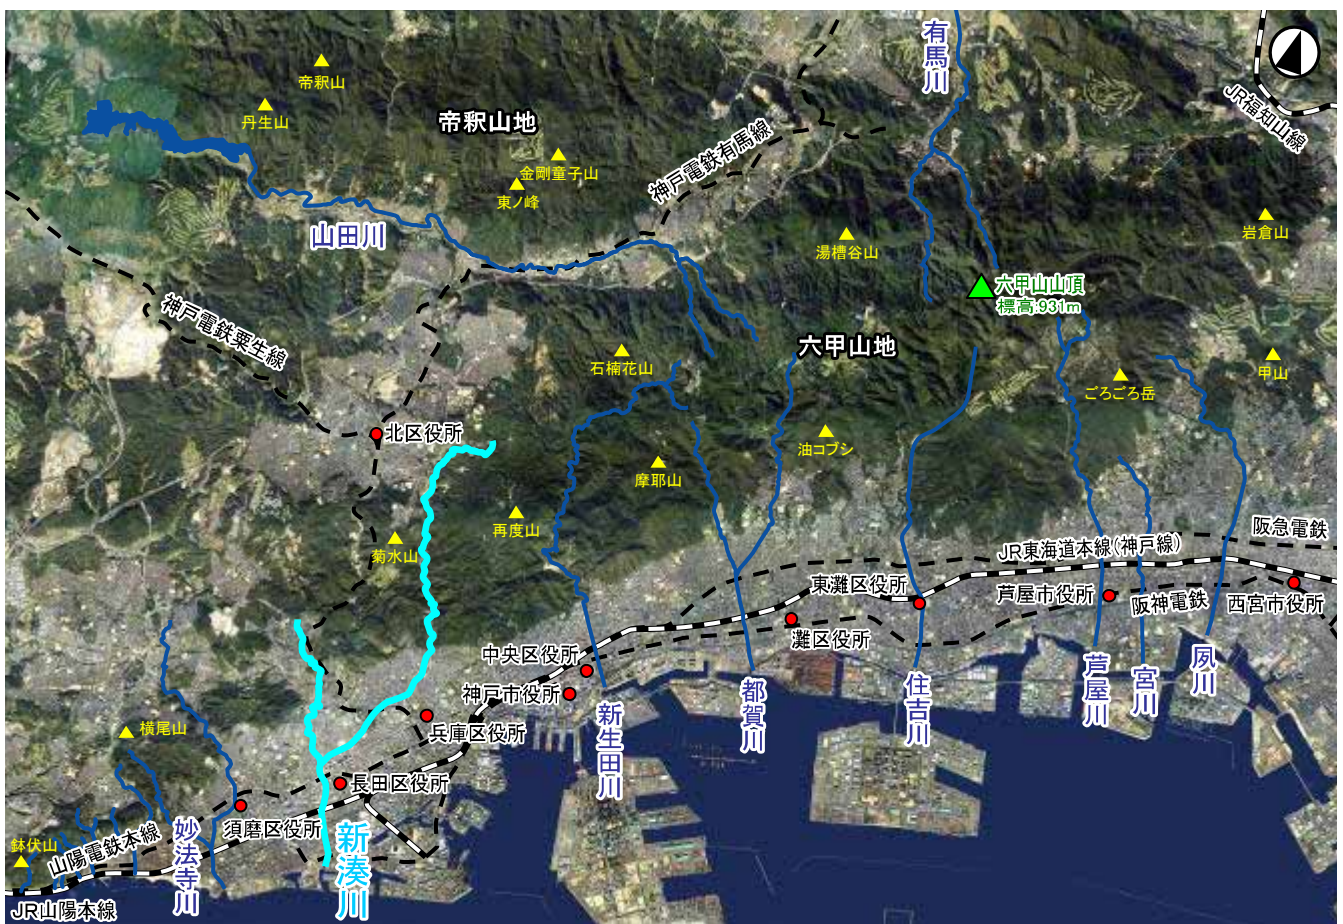 有馬川
帝釈山
丹生山
帝釈山地
JR福知山線
神戸電鉄有馬線
金剛童子山
東ノ峰
山田川
岩倉山
湯槽谷山
六甲山山頂
標高:931m
神戸電鉄粟生線
六甲山地
石楠花山
甲山
ごろごろ岳
北区役所
油コブシ
摩耶山
再度山
阪急電鉄
菊水山
JR東海道本線(神戸線)
東灘区役所
芦屋市役所
阪神電鉄
西宮市役所
灘区役所
中央区役所
神戸市役所
新生田川
都賀川
住吉川
芦屋川
宮川
夙川
横尾山
兵庫区役所
長田区役所
須磨区役所
新湊川
妙法寺川
山陽電鉄本線
鉢伏山
JR山陽本線